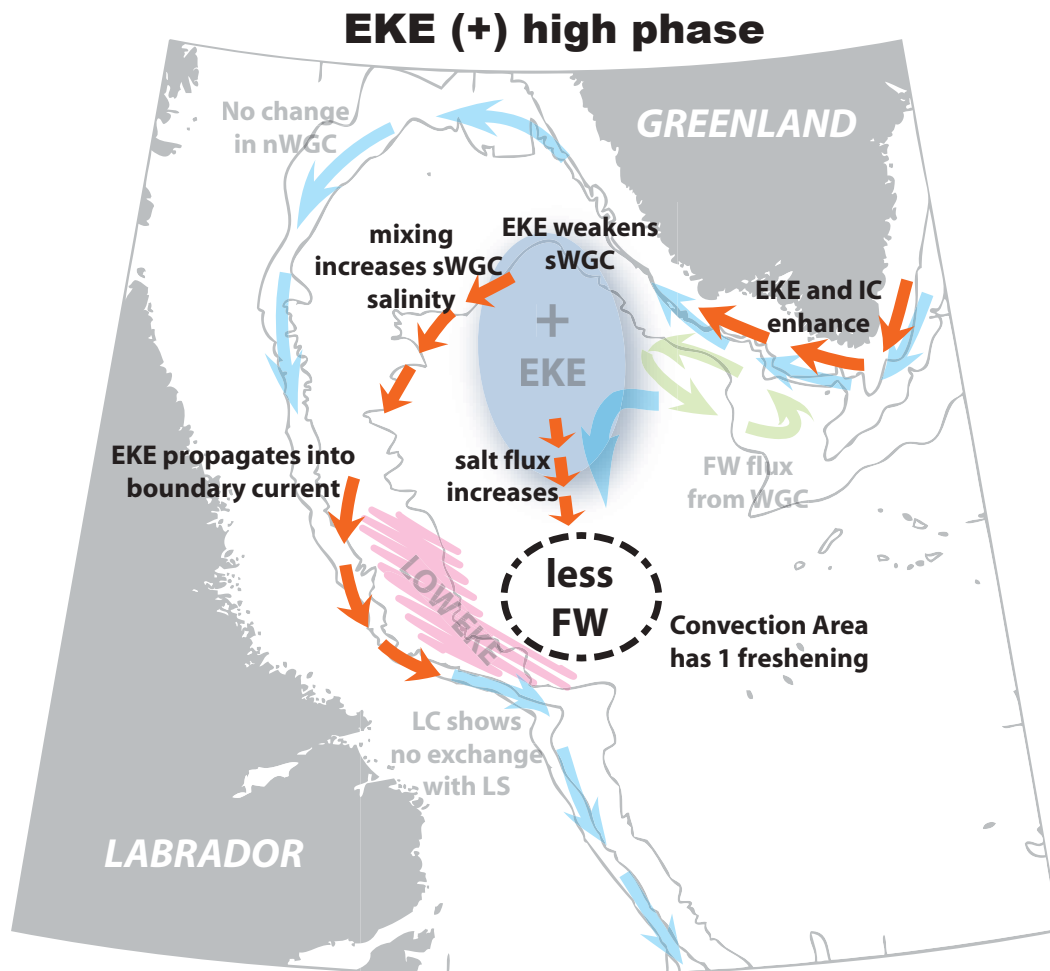 EKE (+) high phase
No change
in nWGC
GREENLAND
mixing
increases sWGC
salinity
EKE weakens
sWGC
EKE and IC
enhance
+
EKE
EKE propagates into
boundary current
salt flux
increases
FW flux
from WGC
LOW EKE
less
FW
Convection Area
has 1 freshening
LC shows
no exchange
with LS
LABRADOR